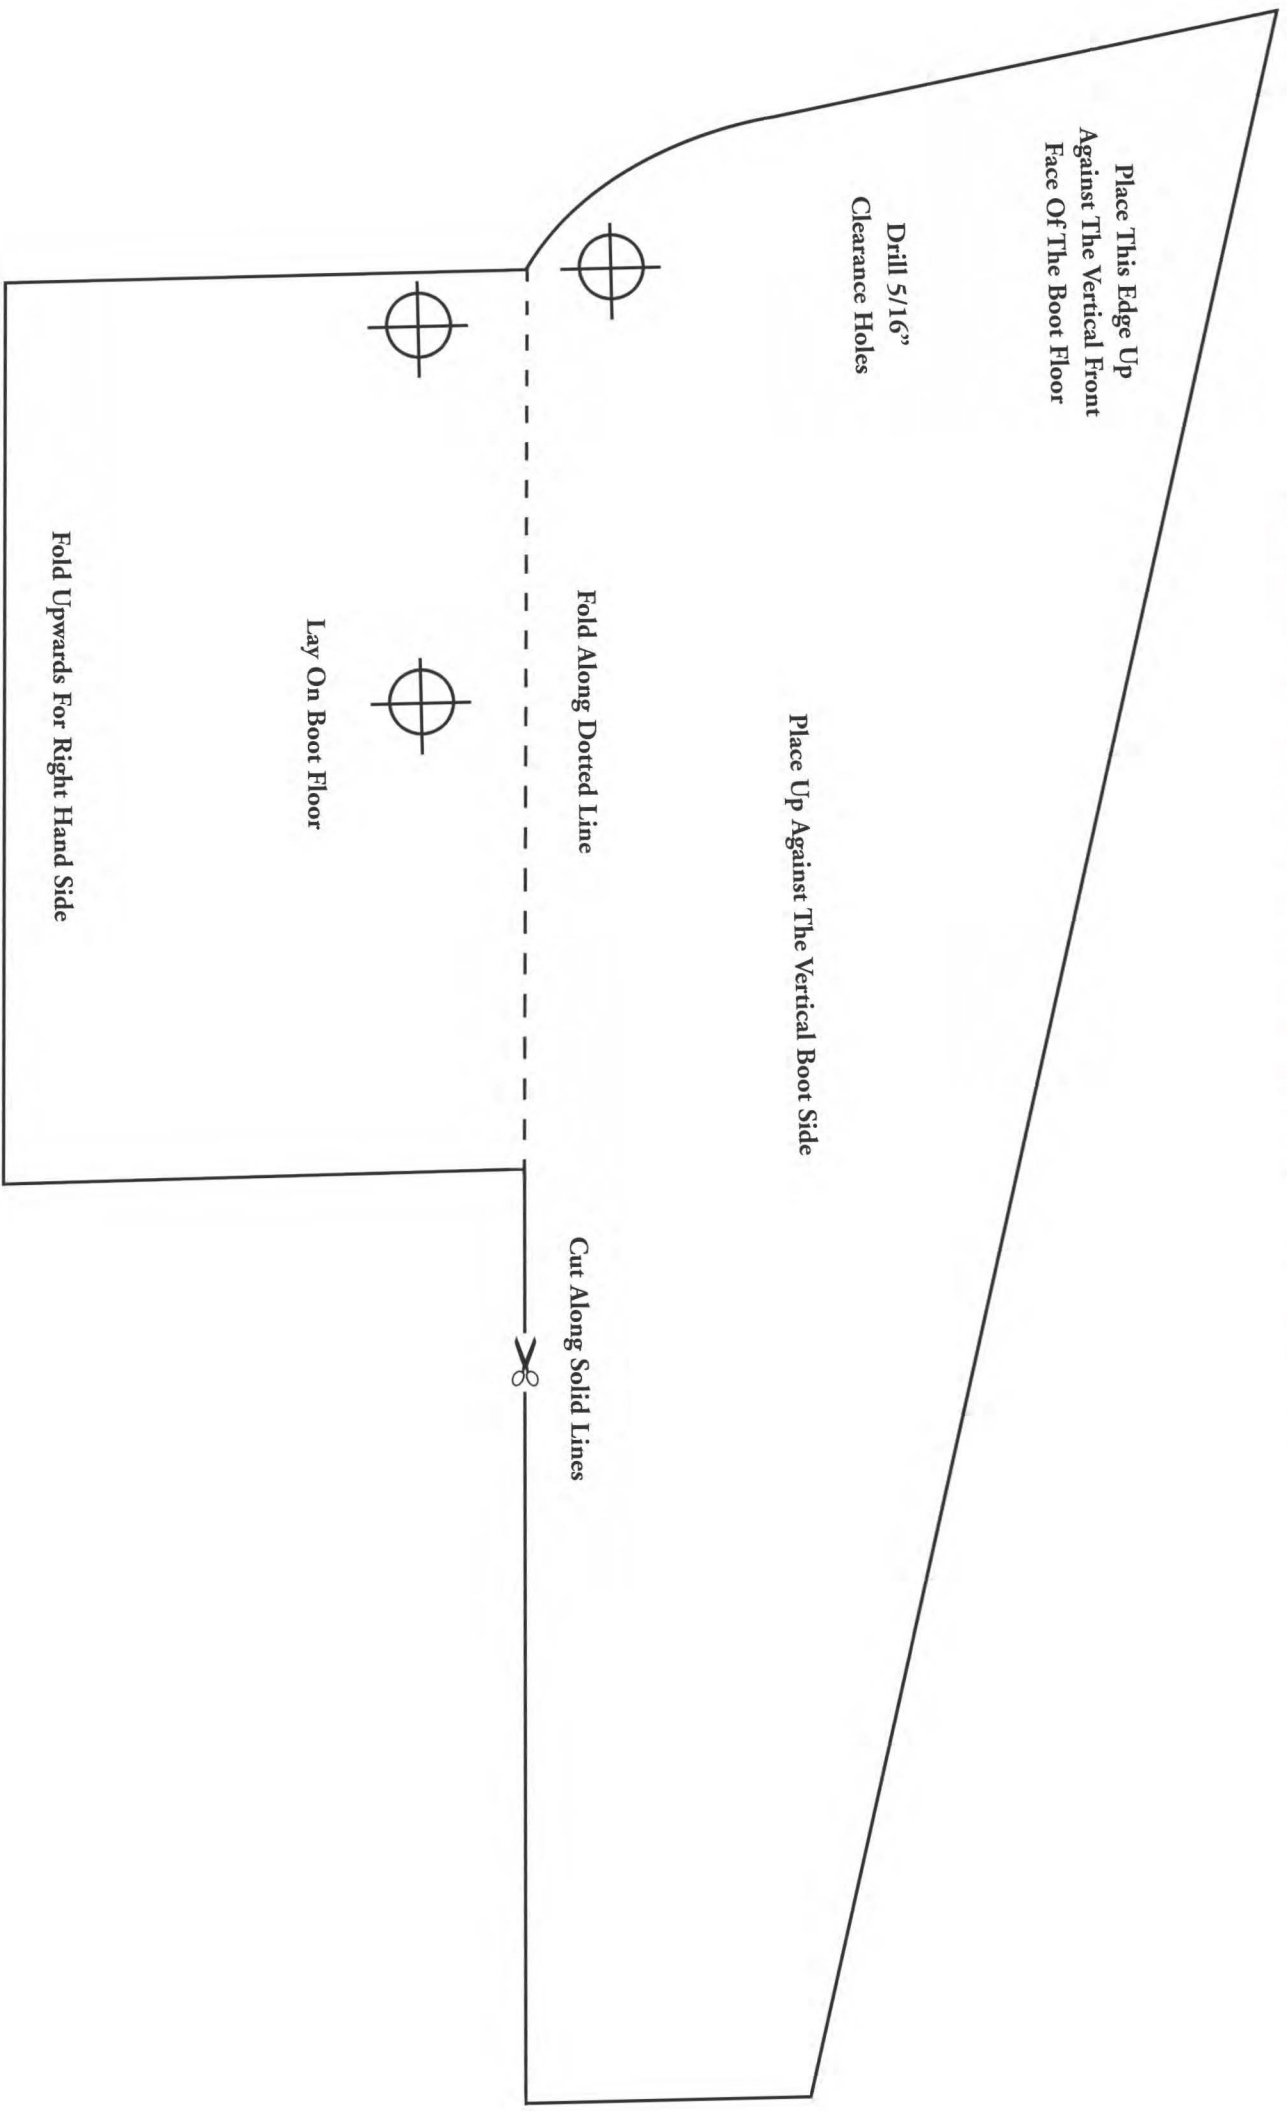 Place This Edge Up
Against The Vertical Front
Face Of The Boot Floor
Drill 5/16”
Clearance Holes
Place Up Against The Vertical Boot Side
Fold Along Dotted Line
Cut Along Solid Lines
Lay On Boot Floor
Fold Upwards For Right Hand Side